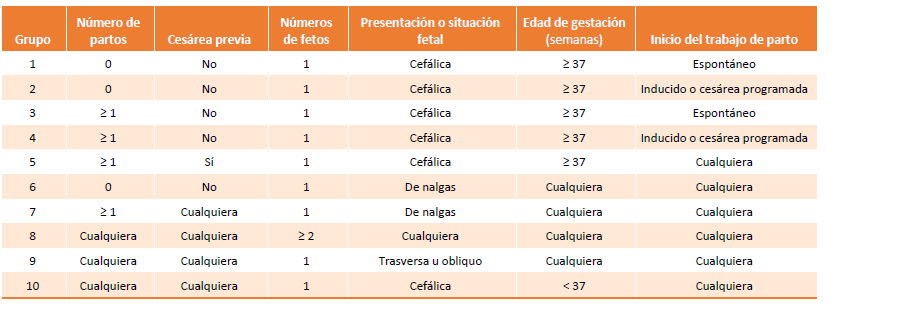 Grupo Número de partos Cesárea previa Números de fetos Presentación o situación fetal Edad de gestación (semanas) Inicio del trabajo de parto
1 0 No 1 Cefálica ≥ 37 Espontáneo
2 0 No 1 Cefálica ≥ 37 Inducido o cesárea programada
3 ≥ 1 No 1 Cefálica ≥ 37 Espontáneo
4 ≥ 1 No 1 Cefálica ≥ 37 Inducido o cesárea programada
5 ≥ 1 Sí 1 Cefálica ≥ 37 Cualquiera
6 0 No 1 De nalgas Cualquiera Cualquiera
7 ≥ 1 Cualquiera 1 De nalgas Cualquiera Cualquiera
8 Cualquiera Cualquiera ≥ 2 Cualquiera Cualquiera Cualquiera
9 Cualquiera Cualquiera 1 Trasversa u obliquo Cualquiera Cualquiera
10 Cualquiera Cualquiera 1 Cefálica < 37 Cualquiera